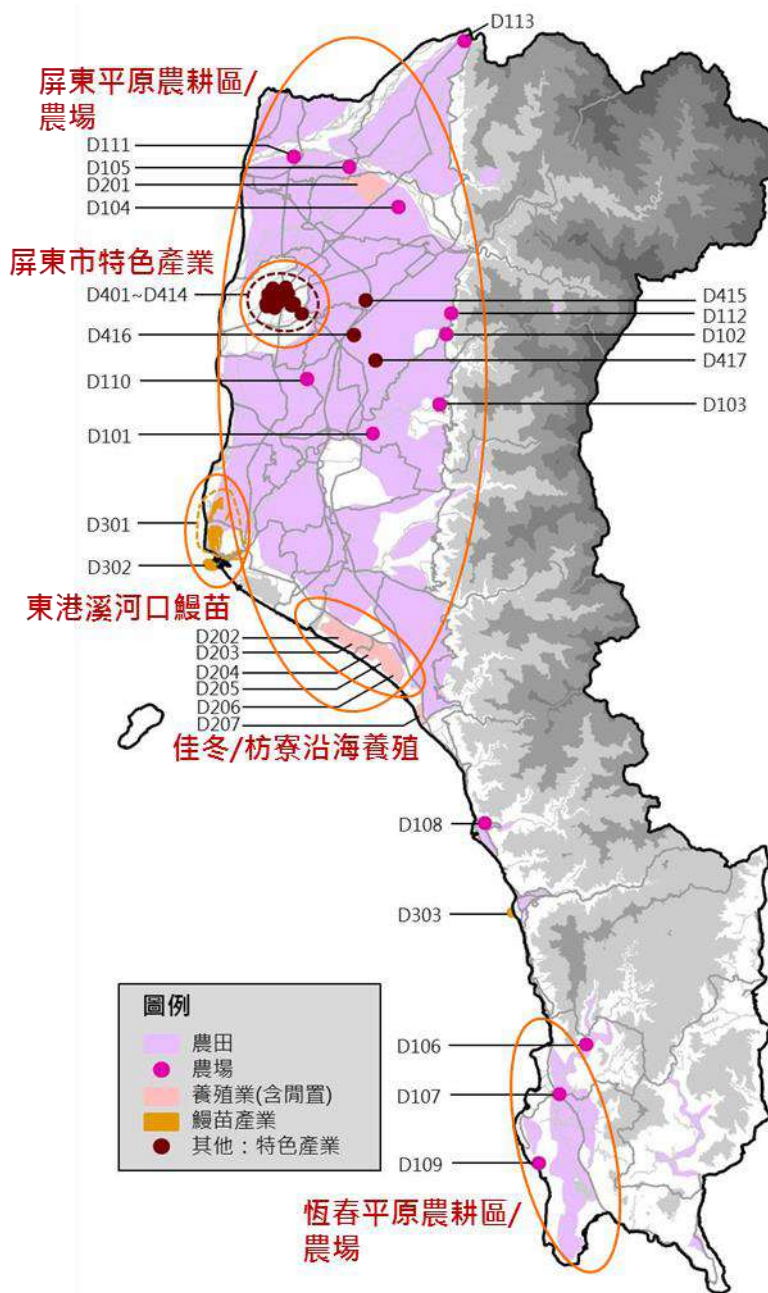 D113
屏東平原農耕區/
農場
D111
D105
D201
D104
屏東市特色產業
D401~D414
D415
D112
D416
D102
D417
D110
D103
D101
D301
D302
東港溪河口鰻苗
D202
D203
D204
D205
D206
D207
佳冬/枋寮沿海養殖
D108
D303
圖例
農田
農場
養殖業(含閒置)
鰻苗產業
其他：特色產業
D106
D107
D109
恆春平原農耕區/
農場